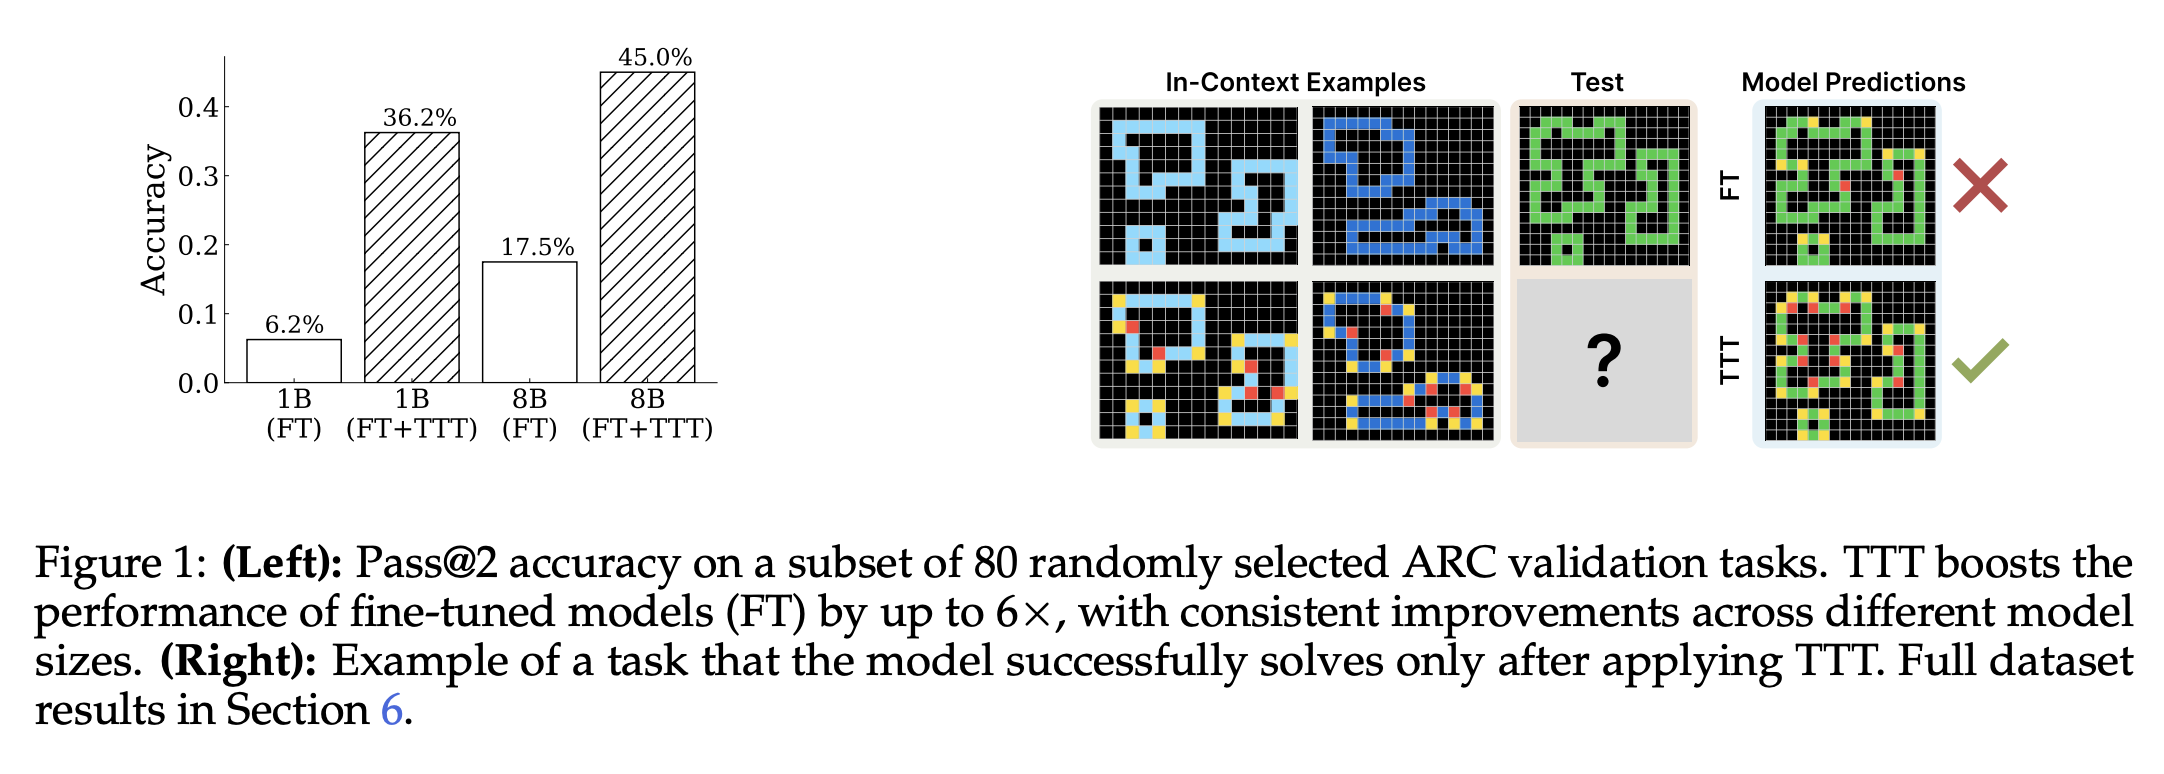 45.0%
0.4
36.2%
0.3
Accuracy
0.2
17.5%
0.1
6.2%
0.0
1B 1B 8B 8B
(FT) (FT+TTT) (FT) (FT+TTT)
In-Context Examples Test Model Predictions
FT
?
TTT
Figure 1: (Left): Pass@2 accuracy on a subset of 80 randomly selected ARC validation tasks. TTT boosts the
performance of fine-tuned models (FT) by up to 6×, with consistent improvements across different model
sizes. (Right): Example of a task that the model successfully solves only after applying TTT. Full dataset
results in Section 6.